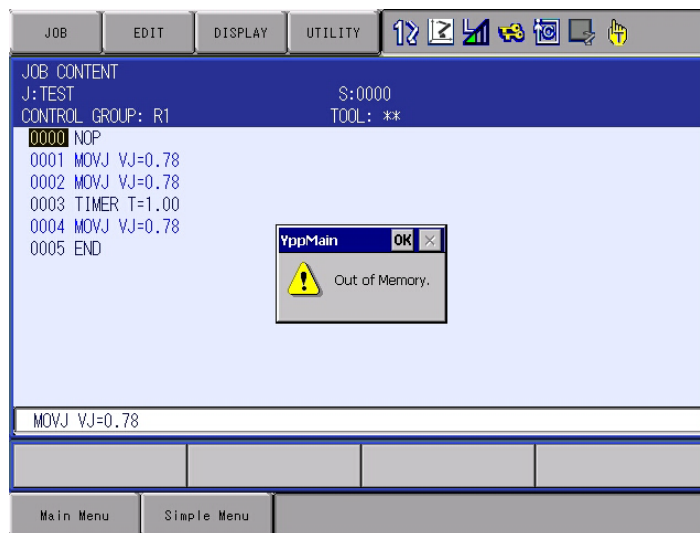 JOB EDIT DISPLAY UTILITY
JOB CONTENT
J:TEST S:0000
CONTROL GROUP: R1 TOOL: **
0000 NOP
0001 MOVJ VJ=0.78
0002 MOVJ VJ=0.78
0003 TIMER T=1.00
0004 MOVJ VJ=0.78
0005 END
YppMain OK
Out of Memory.
MOVJ VJ=0.78
Main Menu Simple Menu